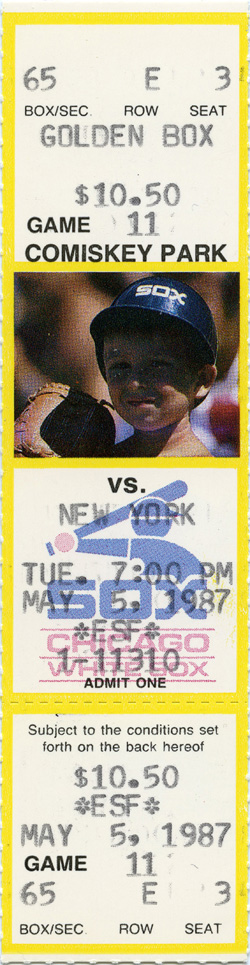 65 E 3
BOX/SEC. ROW SEAT
GOLDEN BOX
$10.50
GAME 11
COMISKEY PARK
SOX
VS.
NEW YORK
TUE. 7:00 PM
SOX
MAY 5, 1987
*ESF*
CHICAGO
1-11310
WHITE SOX
ADMIT ONE
Subject to the conditions set
forth on the back hereof
$10.50
*ESF*
MAY 5, 1987
GAME 11
65 E 3
BOX/SEC. ROW SEAT